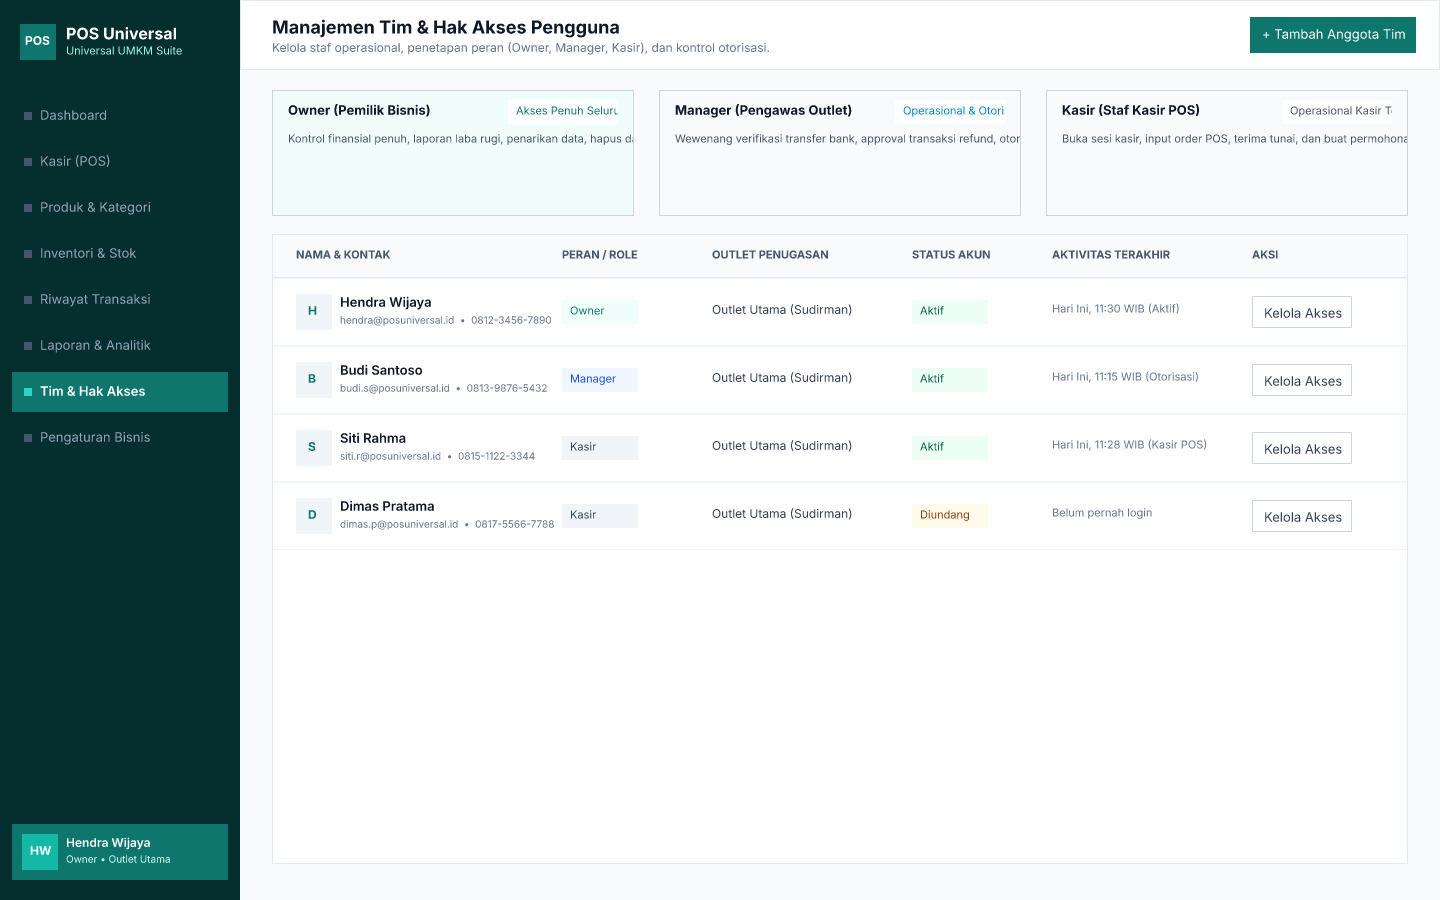 POS
POS Universal
Universal UMKM Suite
Dashboard
Kasir (POS)
Produk & Kategori
Inventori & Stok
Riwayat Transaksi
Laporan & Analitik
Tim & Hak Akses
Pengaturan Bisnis
HW
Hendra Wijaya
Owner • Outlet Utama
Manajemen Tim & Hak Akses Pengguna
Kelola staf operasional, penetapan peran (Owner, Manager, Kasir), dan kontrol otorisasi.
+ Tambah Anggota Tim
Owner (Pemilik Bisnis)
Akses Penuh
Kontrol finansial penuh, laporan laba rugi, penarikan data, hapus
Manager (Pengawas Outlet)
Operasional &
Wewenang verifikasi transfer bank, approval transaksi refund,
Kasir (Staf Kasir POS)
Operasional Kasir
Buka sesi kasir, input order POS, terima tunai, dan buat
NAMA & KONTAK PERAN / ROLE OUTLET PENUGASAN STATUS AKUN AKTIVITAS TERAKHIR AKSI
H Hendra Wijaya Owner Outlet Utama (Sudirman) Aktif Hari Ini, 11:30 WIB (Aktif) Kelola Akses
hendra@posuniversal.id • 0812-3456-7890
B Budi Santoso Manager Outlet Utama (Sudirman) Aktif Hari Ini, 11:15 WIB (Otorisasi) Kelola Akses
budi.s@posuniversal.id • 0813-9876-5432
S Siti Rahma Kasir Outlet Utama (Sudirman) Aktif Hari Ini, 11:28 WIB (Kasir POS) Kelola Akses
siti.r@posuniversal.id • 0815-1122-3344
D Dimas Pratama Kasir Outlet Utama (Sudirman) Diundang Belum pernah login Kelola Akses
dimas.p@posuniversal.id • 0817-5566-7788